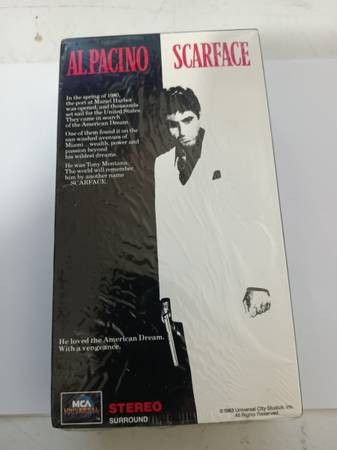 AL PACINO SCARFACE
In the spring of 1980,
the port at Mariel Harbor
was opened, and thousands
set sail for the United States.
They came in search
of the American Dream.
One of them found it on the
sun-washed avenues of
Miami... wealth, power and
passion beyond
his wildest dreams.
He was Tony Montana.
The world will remember
him by another name
...SCARFACE.
He loved the American Dream.
With a vengeance.
MCA
UNIVERSAL
STEREO
SURROUND
©1983 Universal City Studios, Inc.
All Rights Reserved.